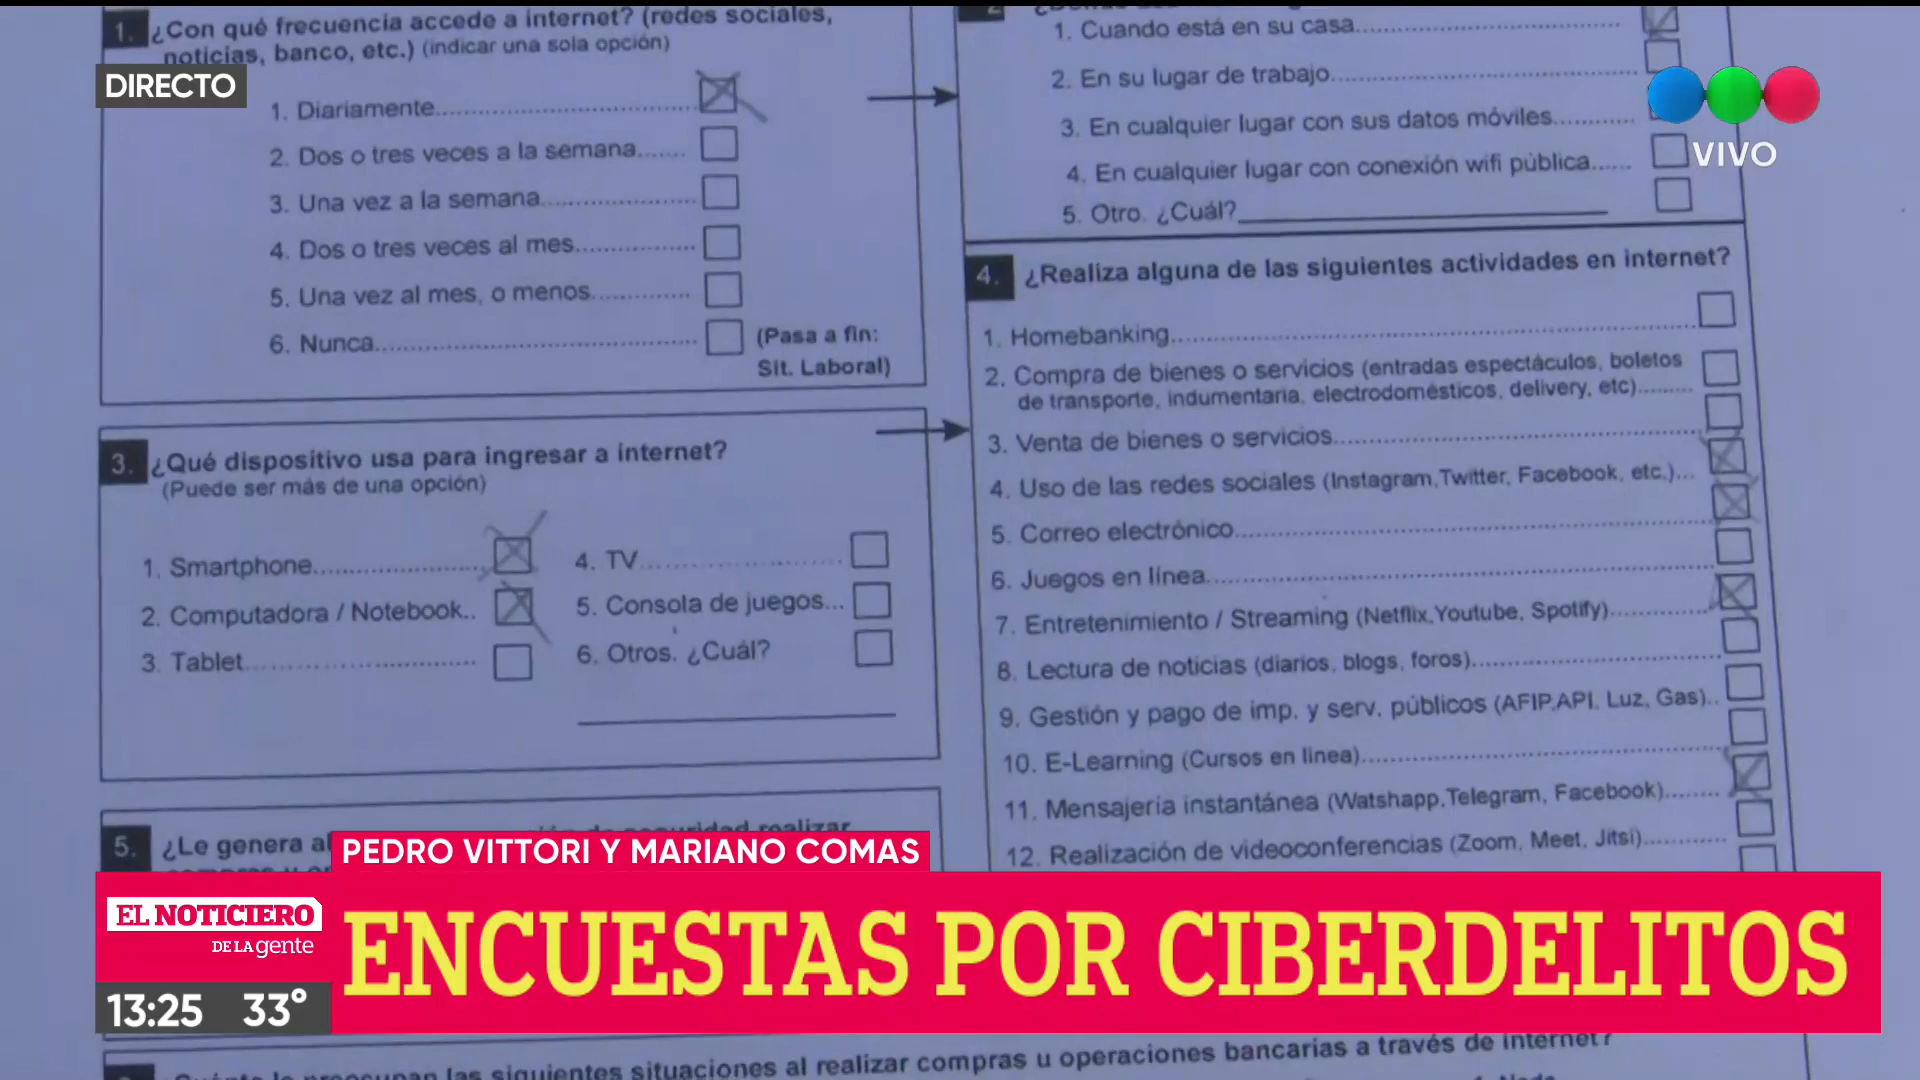 1. ¿Con qué frecuencia accede a internet? (redes sociales,
noticias, banco, etc.) (indicar una sola opción)
1. Diariamente
2. Dos o tres veces a la semana
3. Una vez a la semana
4. Dos o tres veces al mes
5. Una vez al mes, o menos
6. Nunca
(Pasa a fin:
Sit. Laboral)
1. Cuando está en su casa
2. En su lugar de trabajo
3. En cualquier lugar con sus datos móviles
4. En cualquier lugar con conexión wifi pública
5. Otro. ¿Cuál?
3. ¿Qué dispositivo usa para ingresar a internet?
(Puede ser más de una opción)
1. Smartphone
2. Computadora / Notebook
3. Tablet
4. TV
5. Consola de juegos
6. Otros. ¿Cuál?
4. ¿Realiza alguna de las siguientes actividades en internet?
1. Homebanking
2. Compra de bienes o servicios (entradas espectáculos, boletos
de transporte, indumentaria, electrodomésticos, delivery, etc)
3. Venta de bienes o servicios
4. Uso de las redes sociales (Instagram,Twitter, Facebook, etc.)
5. Correo electrónico
6. Juegos en línea
7. Entretenimiento / Streaming (Netflix,Youtube, Spotify)
8. Lectura de noticias (diarios, blogs, foros)
9. Gestión y pago de imp. y serv. públicos (AFIP,API, Luz, Gas)
10. E-Learning (Cursos en linea)
11. Mensajería instantánea (Watshapp,Telegram, Facebook)
12. Realización de videoconferencias (Zoom, Meet, Jitsi)
5. ¿Le genera
realizar
las siguientes situaciones al realizar compras u operaciones bancarias a través de internet?
DIRECTO
VIVO
PEDRO VITTORI Y MARIANO COMAS
EL NOTICIERO
DE LA gente
ENCUESTAS POR CIBERDELITOS
13:25 33°